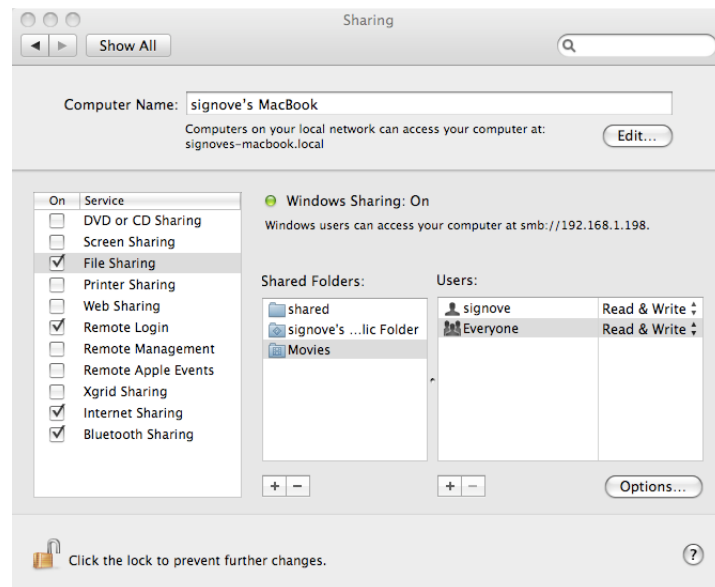 Sharing
Show All
Computer Name: signove's MacBook
Computers on your local network can access your computer at:
signoves-macbook.local
Edit...
On Service
DVD or CD Sharing
Screen Sharing
File Sharing
Printer Sharing
Web Sharing
Remote Login
Remote Management
Remote Apple Events
Xgrid Sharing
Internet Sharing
Bluetooth Sharing
Windows Sharing: On
Windows users can access your computer at smb://192.168.1.198.
Shared Folders:
shared
signove's ...lic Folder
Movies
Users:
signove Read & Write
Everyone Read & Write
+ −
+ −
Options...
Click the lock to prevent further changes.
?